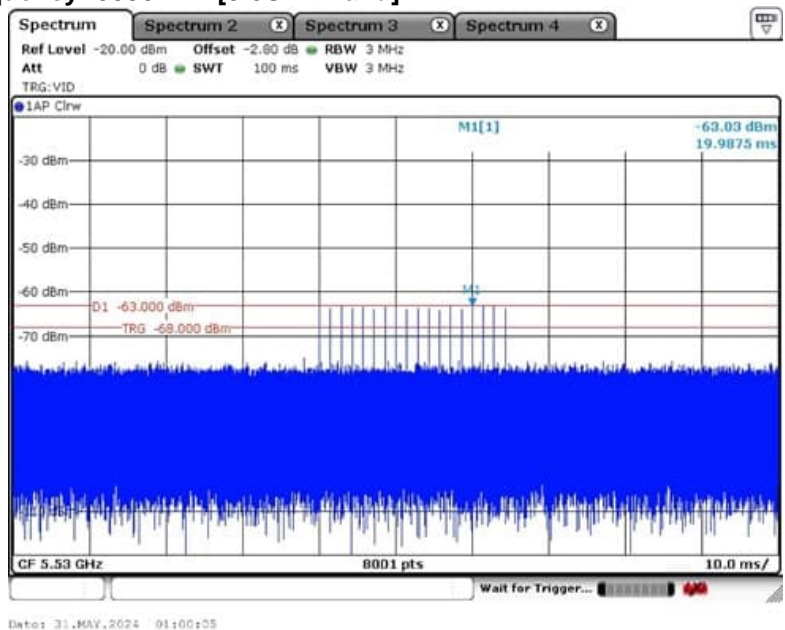 Spectrum Spectrum 2 X Spectrum 3 X Spectrum 4 X
Ref Level -20.00 dBm Offset -2.80 dB RBW 3 MHz
Att 0 dB SWT 100 ms VBW 3 MHz
TRG:VID
1AP Clrw
M1[1] -63.03 dBm
19.9875 ms
-30 dBm
-40 dBm
-50 dBm
-60 dBm
M1
D1 -63.000 dBm
TRG -68.000 dBm
-70 dBm
CF 5.53 GHz 8001 pts 10.0 ms/
Wait for Trigger...
Date: 31.MAY.2024 01:00:05